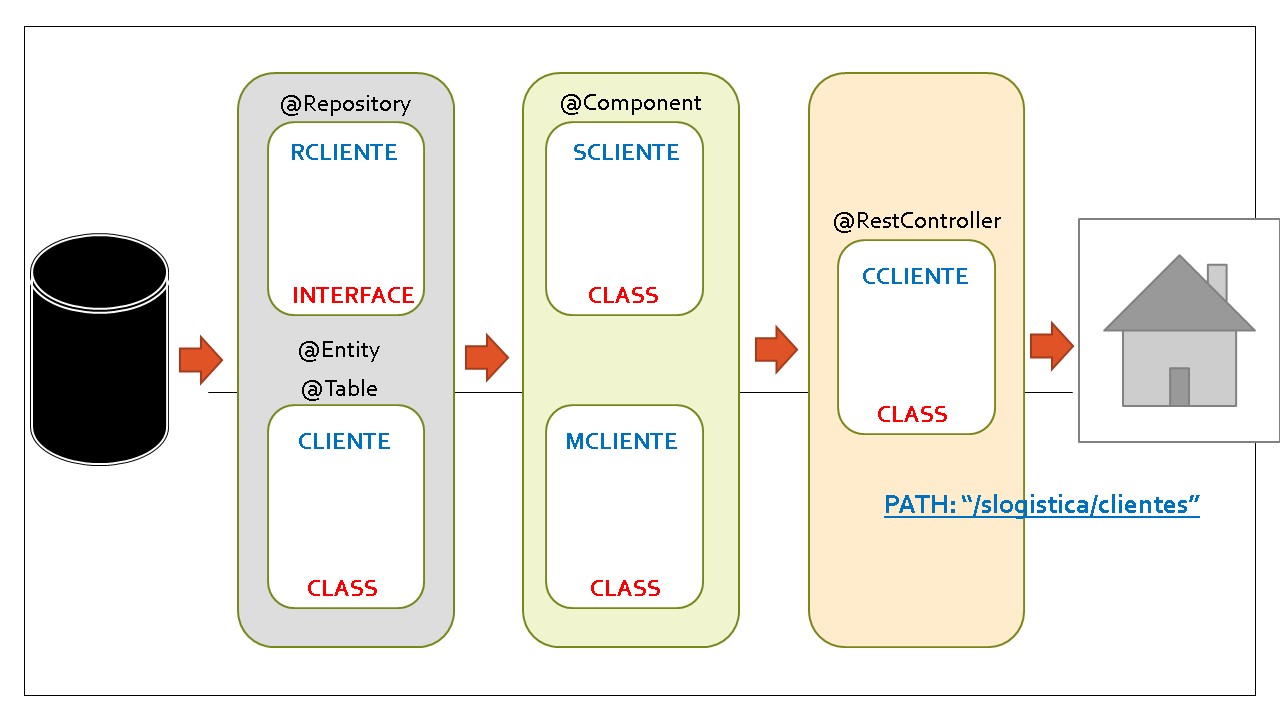 @Repository
RCLIENTE
INTERFACE
@Entity
@Table
CLIENTE
CLASS
@Component
SCLIENTE
CLASS
MCLIENTE
CLASS
@RestController
CCLIENTE
CLASS
PATH: “/slogistica/clientes”